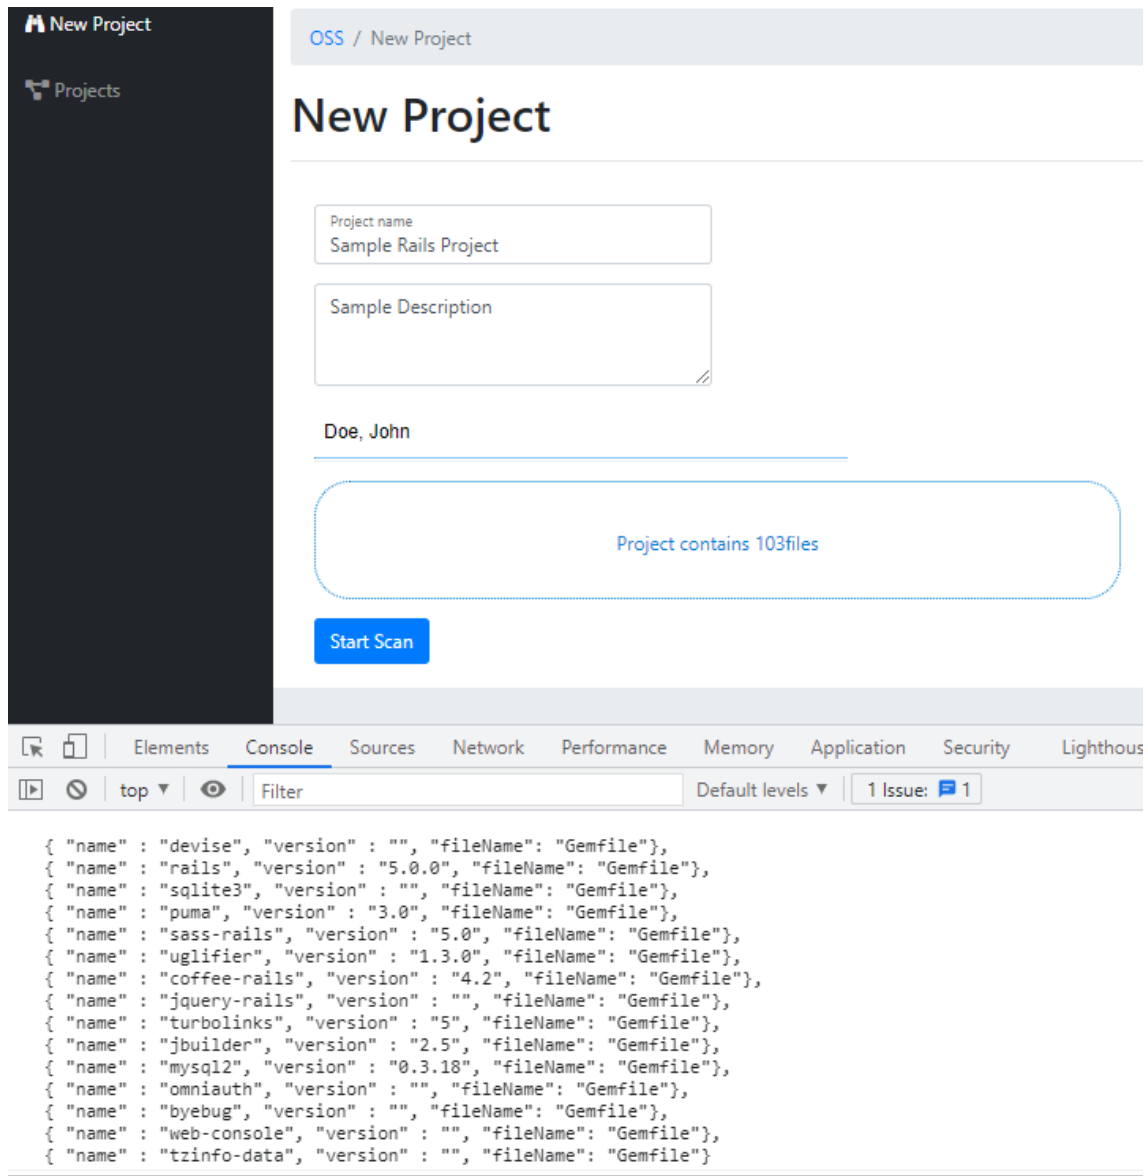 New Project
Projects
OSS / New Project
New Project
Project name
Sample Rails Project
Sample Description
Doe, John
Project contains 103files
Start Scan
Elements Console Sources Network Performance Memory Application Security Lighthous
top ▼ Filter Default levels ▼ 1 Issue: 1
{ "name" : "devise", "version" : "", "fileName": "Gemfile"},
{ "name" : "rails", "version" : "5.0.0", "fileName": "Gemfile"},
{ "name" : "sqlite3", "version" : "", "fileName": "Gemfile"},
{ "name" : "puma", "version" : "3.0", "fileName": "Gemfile"},
{ "name" : "sass-rails", "version" : "5.0", "fileName": "Gemfile"},
{ "name" : "uglifier", "version" : "1.3.0", "fileName": "Gemfile"},
{ "name" : "coffee-rails", "version" : "4.2", "fileName": "Gemfile"},
{ "name" : "jquery-rails", "version" : "", "fileName": "Gemfile"},
{ "name" : "turbolinks", "version" : "5", "fileName": "Gemfile"},
{ "name" : "jbuilder", "version" : "2.5", "fileName": "Gemfile"},
{ "name" : "mysql2", "version" : "0.3.18", "fileName": "Gemfile"},
{ "name" : "omniauth", "version" : "", "fileName": "Gemfile"},
{ "name" : "byebug", "version" : "", "fileName": "Gemfile"},
{ "name" : "web-console", "version" : "", "fileName": "Gemfile"},
{ "name" : "tzinfo-data", "version" : "", "fileName": "Gemfile"}